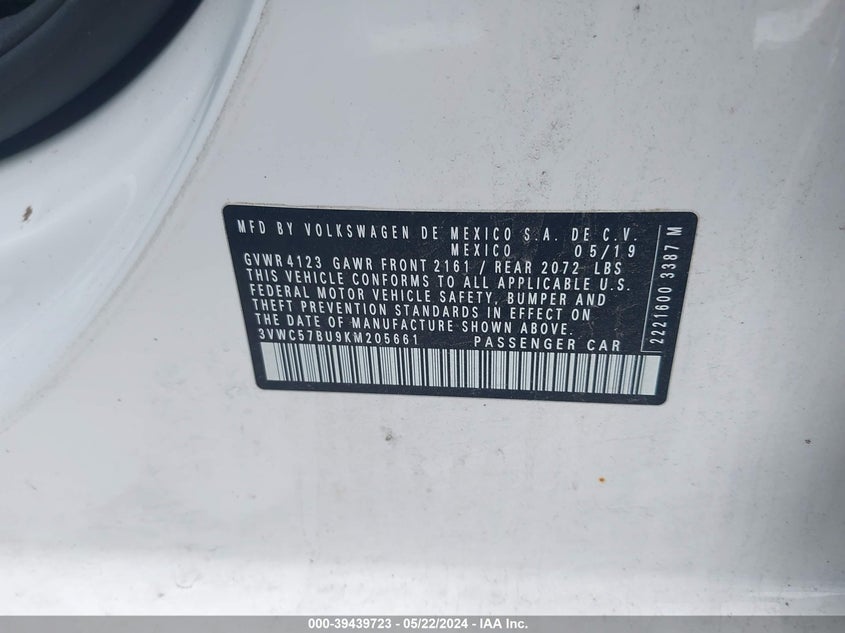 MFD BY VOLKSWAGEN DE MEXICO S.A. DE C.V.
MEXICO 05/19
GVWR 4123 GAWR FRONT 2161 / REAR 2072 LBS
THIS VEHICLE CONFORMS TO ALL APPLICABLE U.S.
FEDERAL MOTOR VEHICLE SAFETY, BUMPER AND
THEFT PREVENTION STANDARDS IN EFFECT ON
THE DATE OF MANUFACTURE SHOWN ABOVE.
3VWC57BU9KM205661 PASSENGER CAR
2221600 3387 M
000-39439723 - 05/22/2024 - IAA Inc.